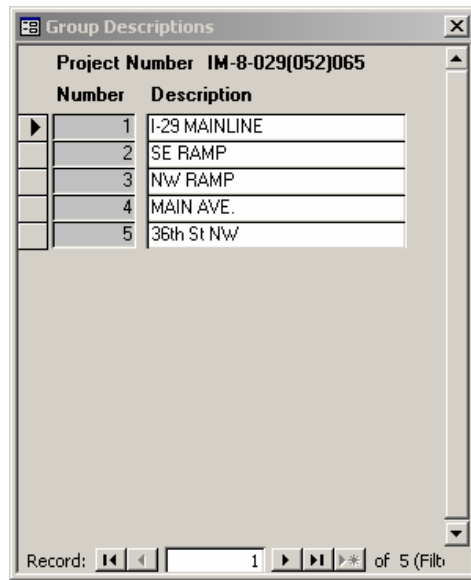 Group Descriptions
Project Number IM-8-029(052)065
Number Description
1 I-29 MAINLINE
2 SE RAMP
3 NW RAMP
4 MAIN AVE.
5 36th St NW
Record: 1 of 5 (Filt